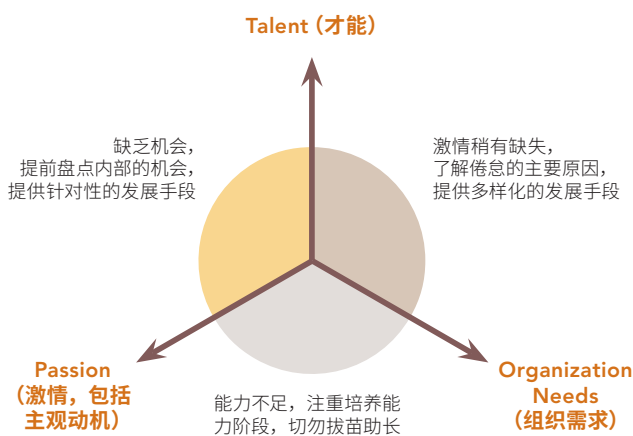 Talent（才能）
缺乏机会，
提前盘点内部的机会，
提供针对性的发展手段
激情稍有缺失，
了解倦怠的主要原因，
提供多样化的发展手段
Passion
（激情，包括
主观动机）
能力不足，注重培养能
力阶段，切勿拔苗助长
Organization
Needs
（组织需求）